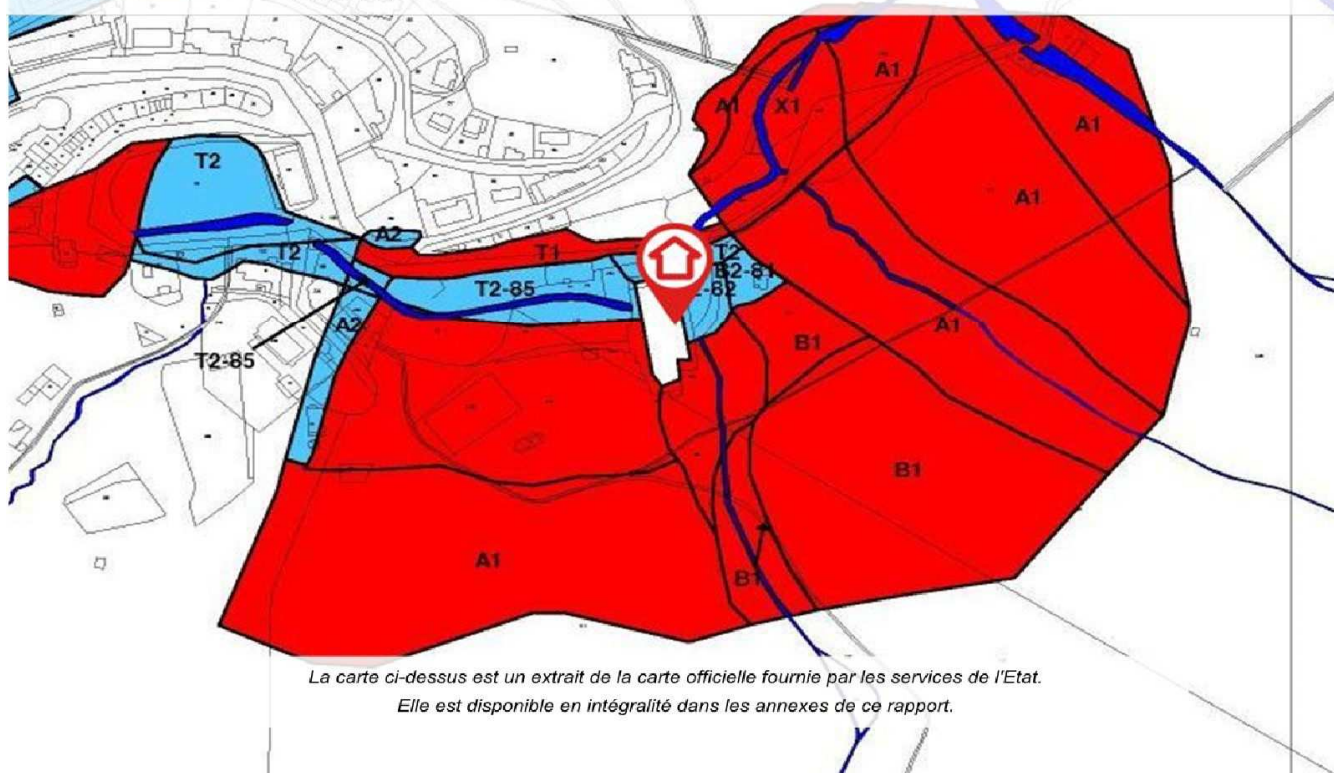 A1
A1
X1
A1
T2
A1
A2
T2
T1
T2
B2-81
T2-85
A2
A1
B1
T2-85
B1
A1
B1
La carte ci-dessus est un extrait de la carte officielle fournie par les services de l'Etat.
Elle est disponible en intégralité dans les annexes de ce rapport.